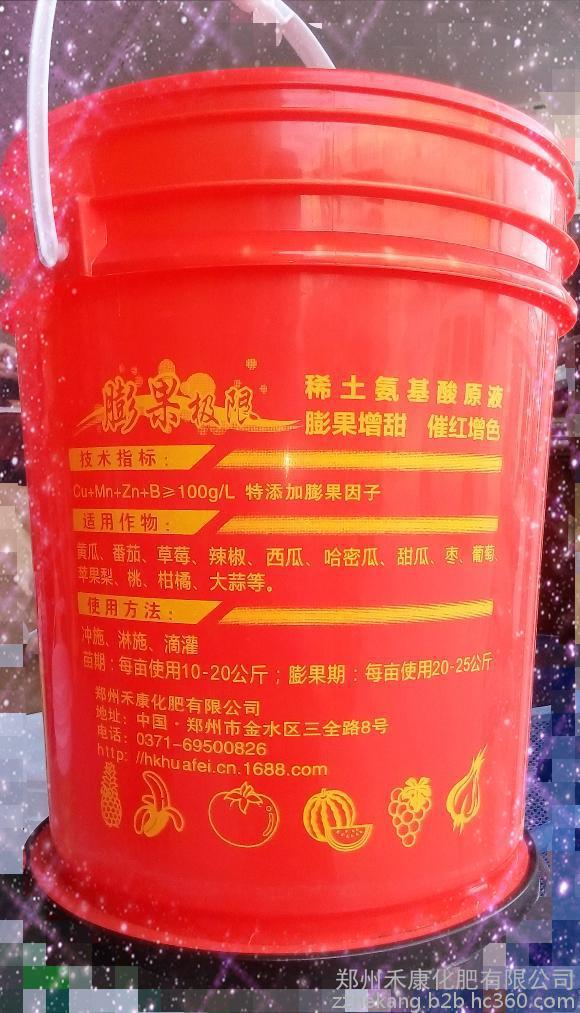 膨果极限
稀土氨基酸原液
膨果增甜 催红增色
技术指标:
Cu+Mn+Zn+B≥100g/L 特添加膨果因子
适用作物:
黄瓜、番茄、草莓、辣椒、西瓜、哈密瓜、甜瓜、枣、葡萄、
苹果梨、桃、柑橘、大蒜等。
使用方法:
冲施、淋施、滴灌
苗期:每亩使用10-20公斤;膨果期:每亩使用20-25公斤
郑州禾康化肥有限公司
地址:中国·郑州市金水区三全路8号
电话:0371-69500826
http: //hkhuafei.cn.1688.com
郑州禾康化肥有限公司
zzhekang.b2b.hc360.com